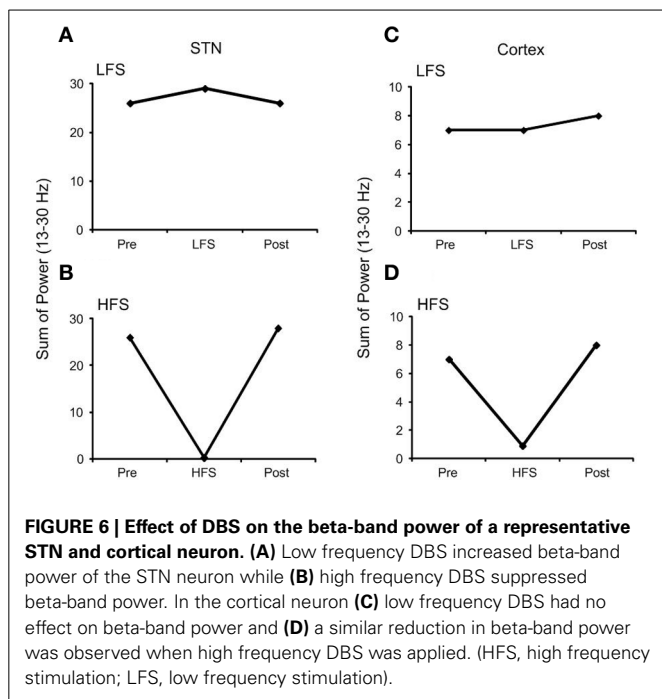 A
STN
LFS
30
20
10
0
Pre LFS Post
B
HFS
30
20
10
0
Pre HFS Post
Sum of Power (13-30 Hz)
C
Cortex
LFS
10
8
6
4
2
0
Pre LFS Post
D
HFS
10
8
6
4
2
0
Pre HFS Post
Sum of Power (13-30 Hz)
FIGURE 6 | Effect of DBS on the beta-band power of a representative
STN and cortical neuron. (A) Low frequency DBS increased beta-band
power of the STN neuron while (B) high frequency DBS suppressed
beta-band power. In the cortical neuron (C) low frequency DBS had no
effect on beta-band power and (D) a similar reduction in beta-band power
was observed when high frequency DBS was applied. (HFS, high frequency
stimulation; LFS, low frequency stimulation).